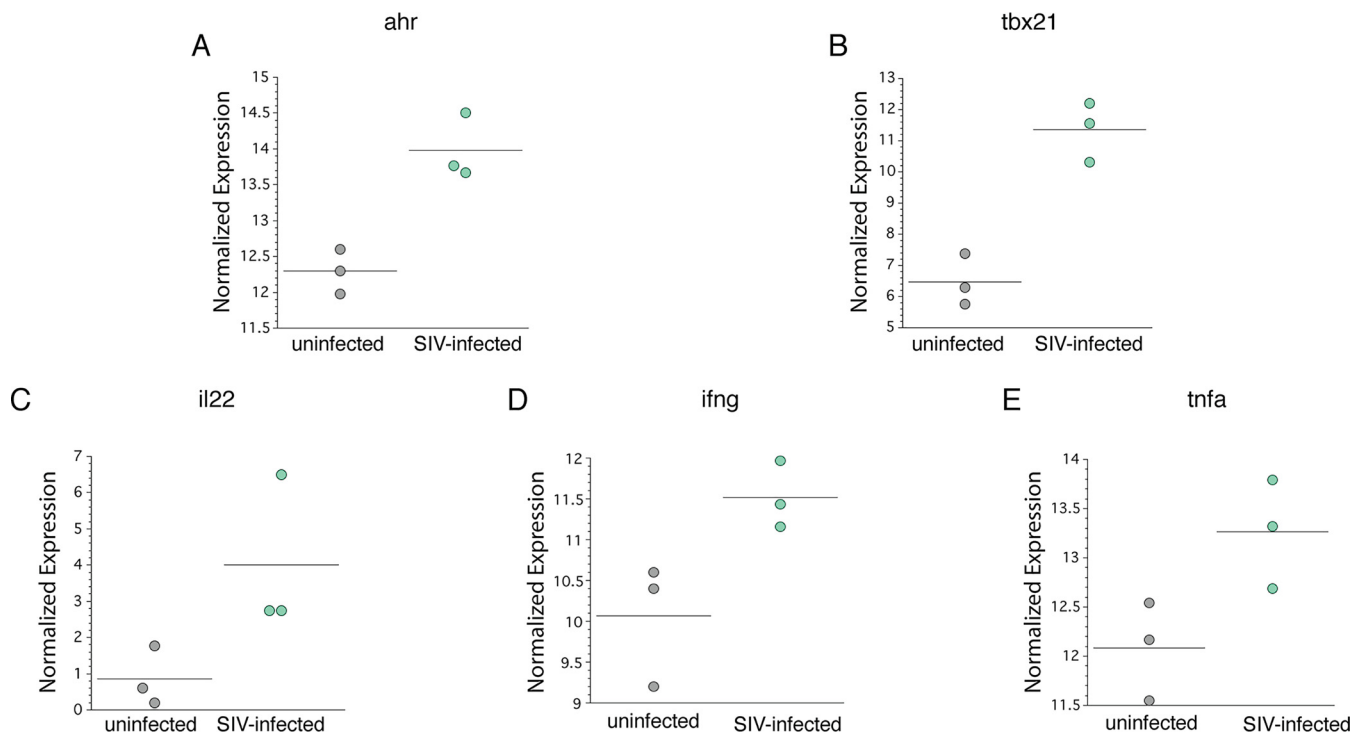 ahr
A
Normalized Expression
15
14.5
14
13.5
13
12.5
12
11.5
uninfected SIV-infected
tbx21
B
Normalized Expression
13
12
11
10
9
8
7
6
5
uninfected SIV-infected
C
il22
Normalized Expression
7
6
5
4
3
2
1
0
uninfected SIV-infected
D
ifng
Normalized Expression
12
11.5
11
10.5
10
9.5
9
uninfected SIV-infected
E
tnfa
Normalized Expression
14
13.5
13
12.5
12
11.5
uninfected SIV-infected